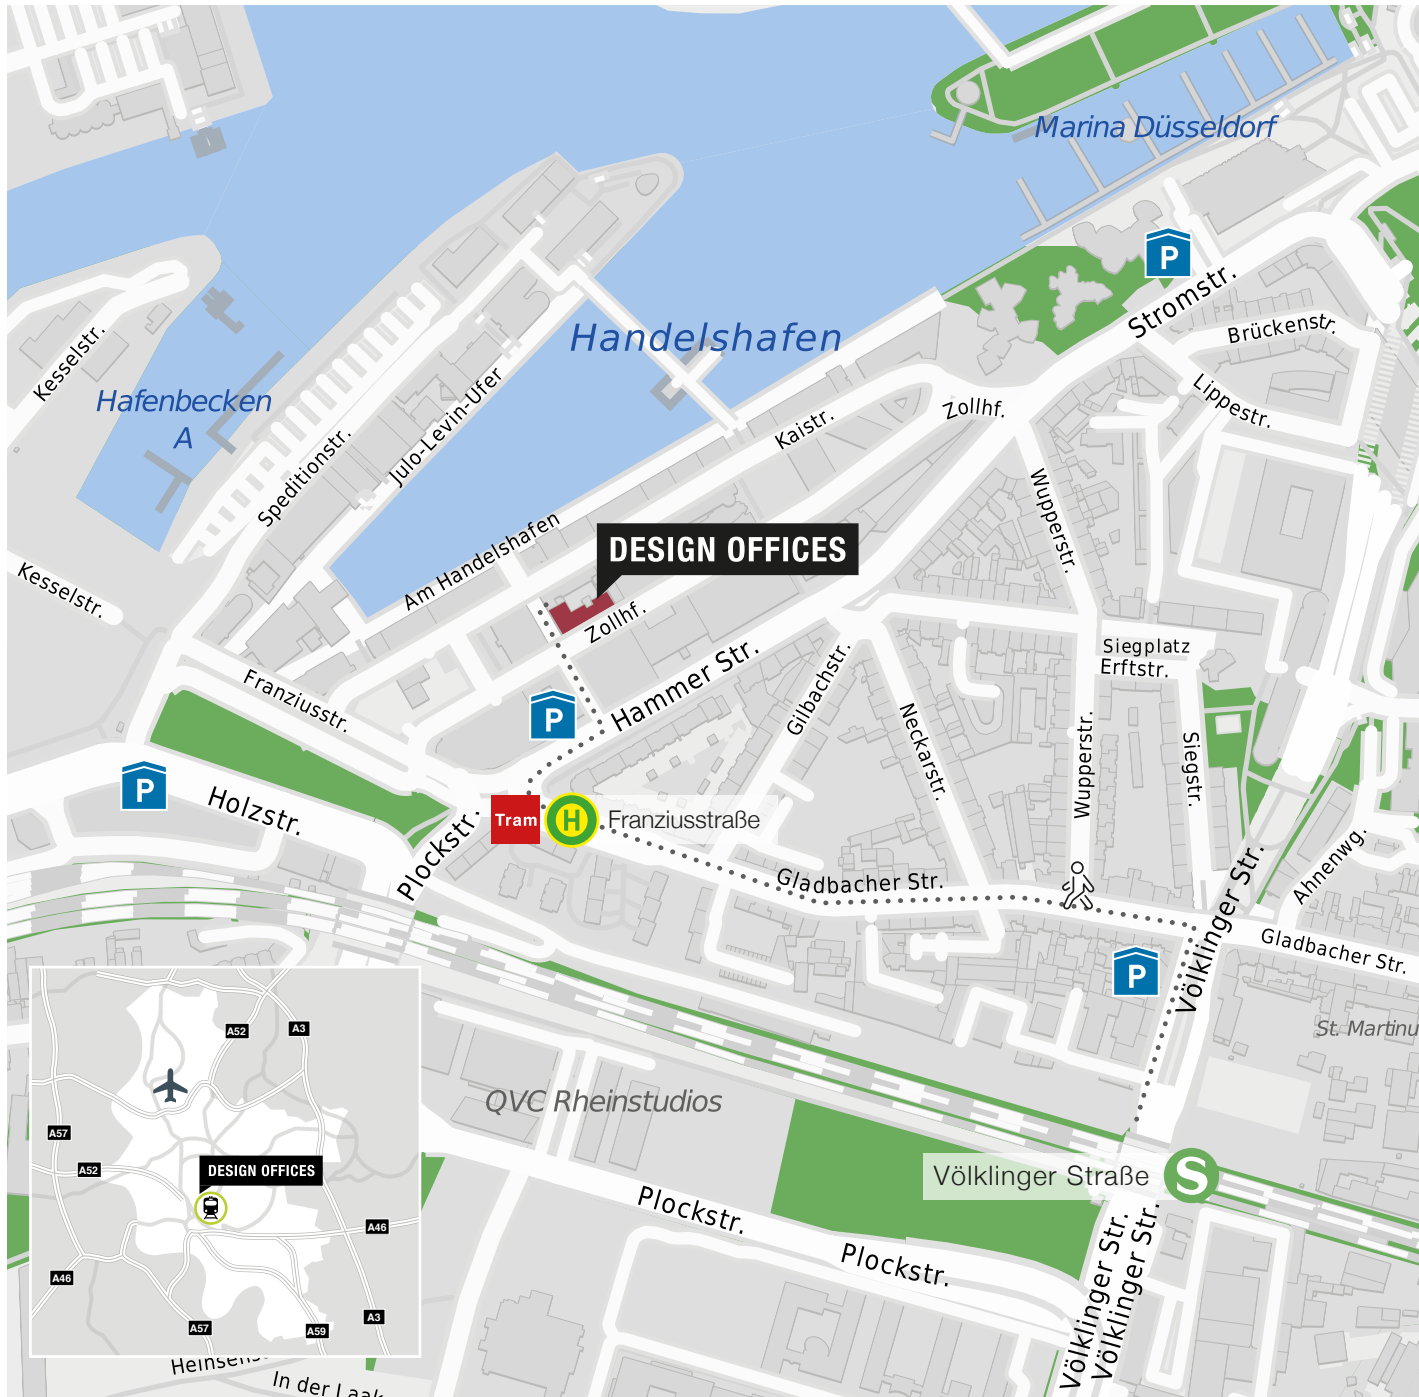 Marina Düsseldorf
P
Stromstr.
Brückenstr.
Handelshafen
Kesselstr.
Hafenbecken
A
Lippestr.
Zollhf.
Kaistr.
Julo-Levin-Ufer
Speditionstr.
Wupperstr.
Am Handelshafen
DESIGN OFFICES
Kesselstr.
Zollhf.
Siegplatz
Erftstr.
Hammer Str.
Gilbachstr.
Franziusstr.
P
Neckarstr.
Wupperstr.
Siegstr.
P
Holzstr.
Plockstr.
Tram
H
Franziusstraße
Gladbacher Str.
Völklinger Str.
Ahnenwg.
Gladbacher Str.
P
St. Martinu
QVC Rheinstudios
A52
A3
A57
A52
DESIGN OFFICES
A46
A46
A57
A59
A3
Völklinger Straße
S
Plockstr.
Plockstr.
Völklinger Str.
Völklinger Str.
Heinsens
In der Laak